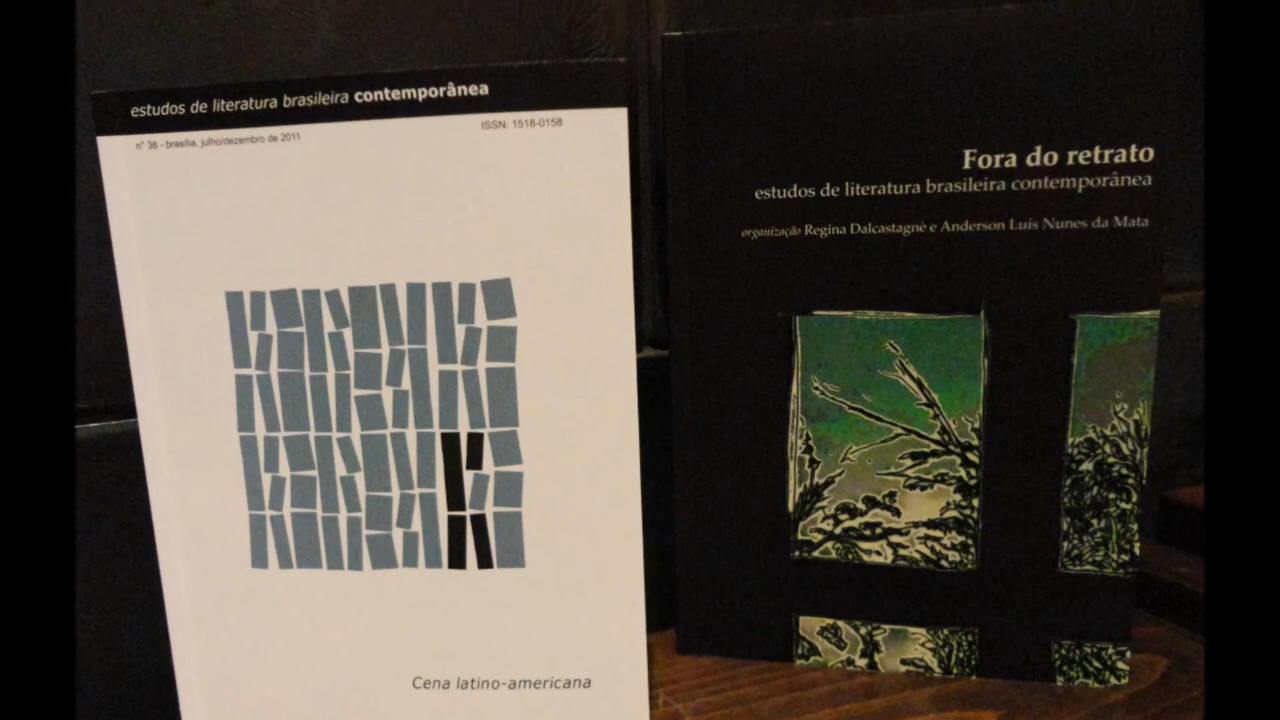 estudos de literatura brasileira contemporânea
n° 38 - brasília, julho/dezembro de 2011
ISSN: 1518-0158
Cena latino-americana
Fora do retrato
estudos de literatura brasileira contemporânea
organização Regina Dalcastagnè e Anderson Luís Nunes da Mata